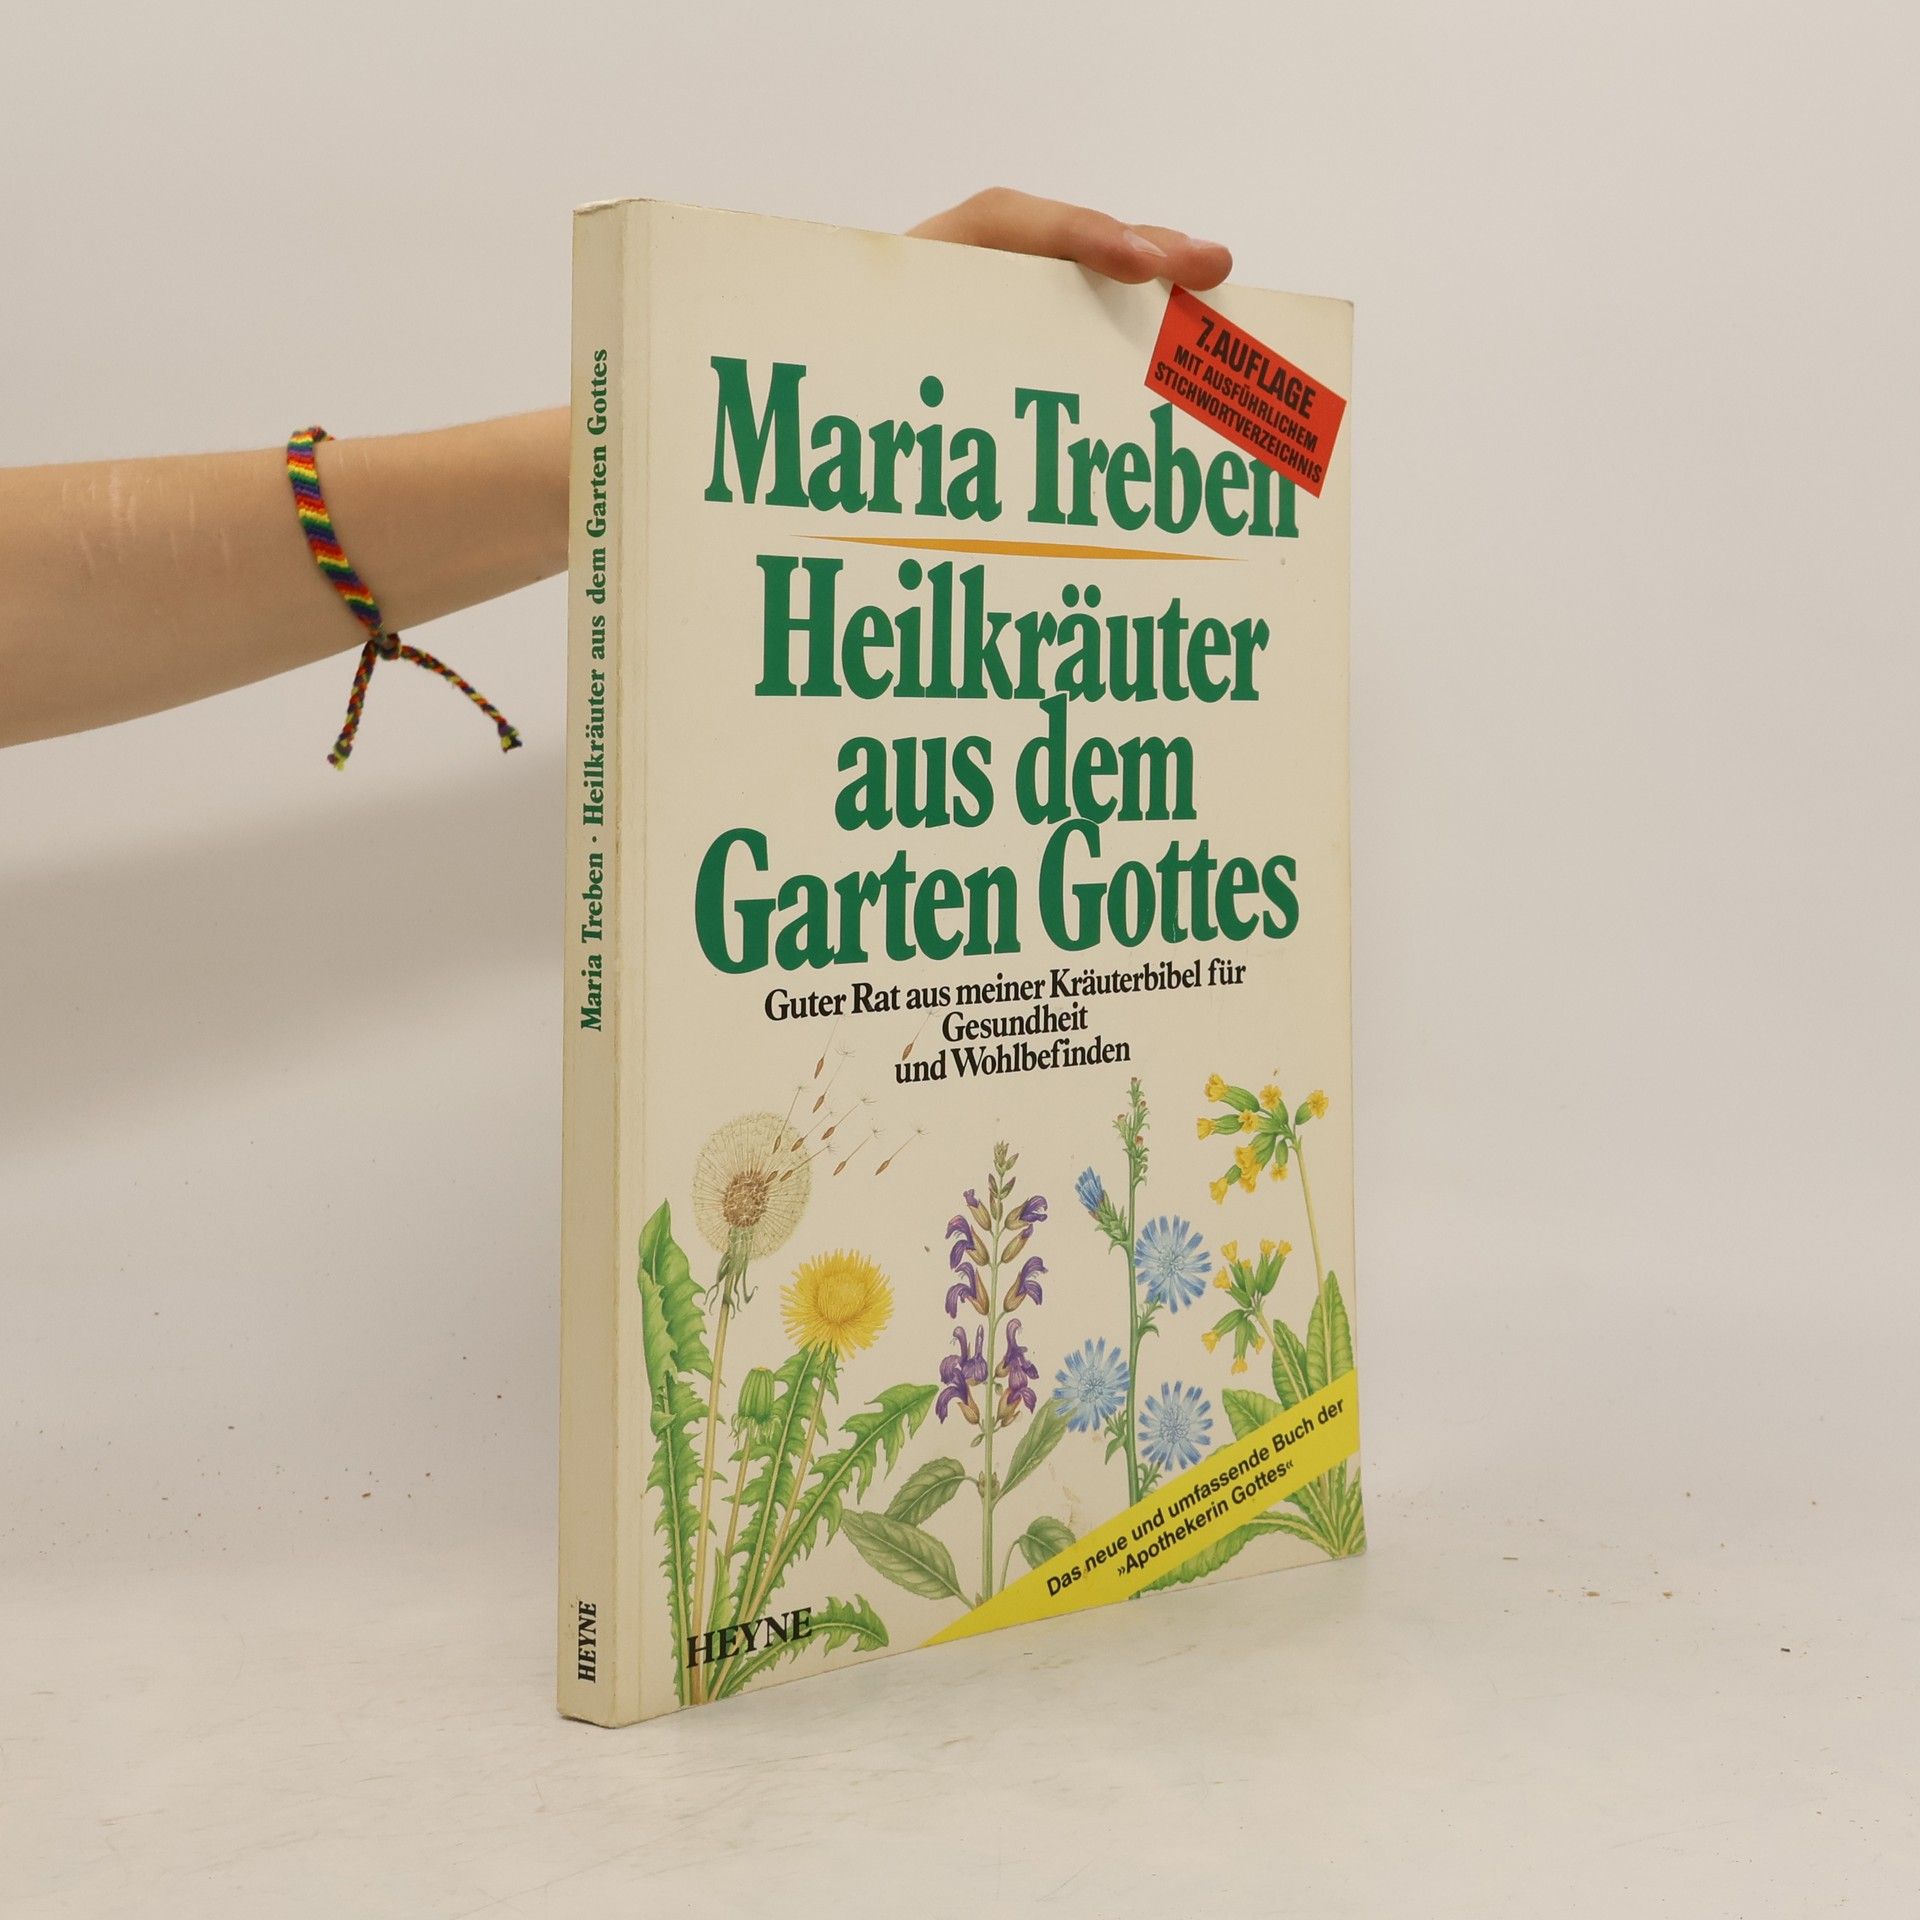 Maria Treben · Heilkräuter aus dem Garten Gottes
HEYNE
7. AUFLAGE
MIT AUSFÜHRLICHEM
STICHWORTVERZEICHNIS
Maria Treben
Heilkräuter
aus dem
Garten Gottes
Guter Rat aus meiner Kräuterbibel für
Gesundheit
und Wohlbefinden
Das neue und umfassende Buch der
»Apothekerin Gottes«
HEYNE